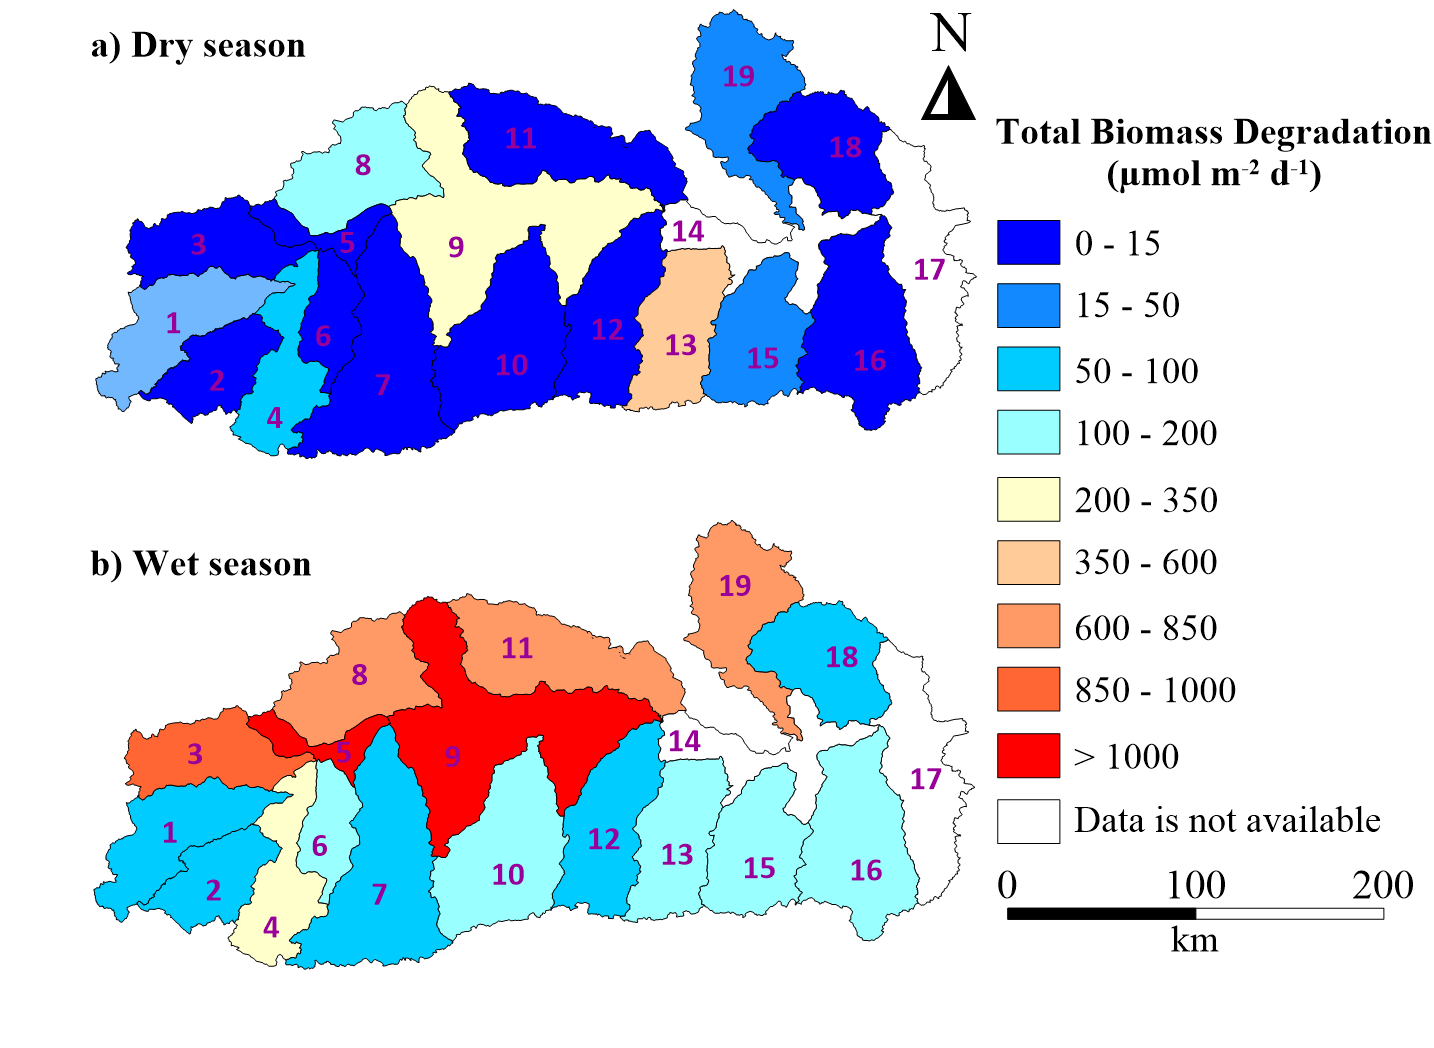 a) Dry season
N
19
11
18
8
3
5
14
9
17
1
6
12
13
2
10
15
16
7
4
Total Biomass Degradation
(µmol m⁻² d⁻¹)
0 - 15
15 - 50
50 - 100
100 - 200
200 - 350
350 - 600
600 - 850
850 - 1000
> 1000
Data is not available
0 100 200
km
b) Wet season
19
11
18
8
3
5
14
9
17
1
6
12
13
2
10
15
16
7
4